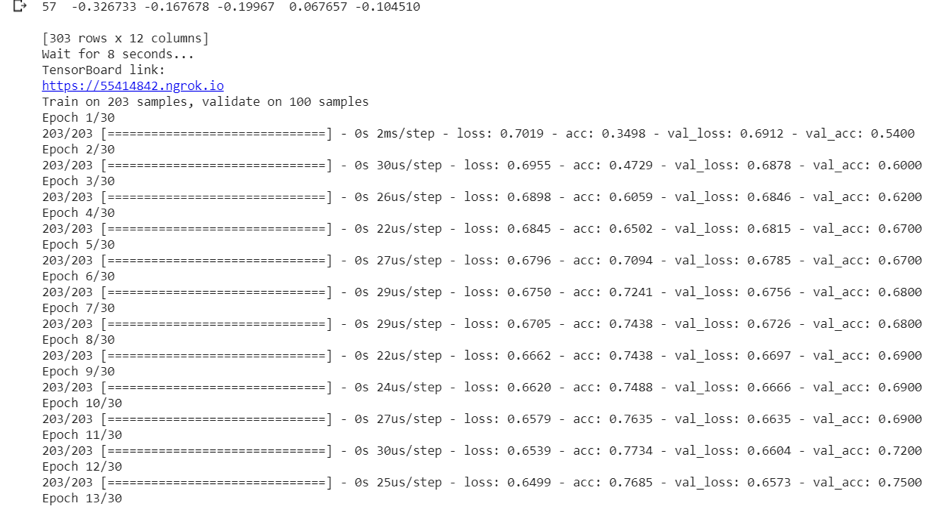 57  -0.326733 -0.167678 -0.19967  0.067657 -0.104510
[303 rows x 12 columns]
Wait for 8 seconds...
TensorBoard link:
https://55414842.ngrok.io
Train on 203 samples, validate on 100 samples
Epoch 1/30
203/203 [==============================] - 0s 2ms/step - loss: 0.7019 - acc: 0.3498 - val_loss: 0.6912 - val_acc: 0.5400
Epoch 2/30
203/203 [==============================] - 0s 30us/step - loss: 0.6955 - acc: 0.4729 - val_loss: 0.6878 - val_acc: 0.6000
Epoch 3/30
203/203 [==============================] - 0s 26us/step - loss: 0.6898 - acc: 0.6059 - val_loss: 0.6846 - val_acc: 0.6200
Epoch 4/30
203/203 [==============================] - 0s 22us/step - loss: 0.6845 - acc: 0.6502 - val_loss: 0.6815 - val_acc: 0.6700
Epoch 5/30
203/203 [==============================] - 0s 27us/step - loss: 0.6796 - acc: 0.7094 - val_loss: 0.6785 - val_acc: 0.6700
Epoch 6/30
203/203 [==============================] - 0s 29us/step - loss: 0.6750 - acc: 0.7241 - val_loss: 0.6756 - val_acc: 0.6800
Epoch 7/30
203/203 [==============================] - 0s 29us/step - loss: 0.6705 - acc: 0.7438 - val_loss: 0.6726 - val_acc: 0.6800
Epoch 8/30
203/203 [==============================] - 0s 22us/step - loss: 0.6662 - acc: 0.7438 - val_loss: 0.6697 - val_acc: 0.6900
Epoch 9/30
203/203 [==============================] - 0s 24us/step - loss: 0.6620 - acc: 0.7488 - val_loss: 0.6666 - val_acc: 0.6900
Epoch 10/30
203/203 [==============================] - 0s 27us/step - loss: 0.6579 - acc: 0.7635 - val_loss: 0.6635 - val_acc: 0.6900
Epoch 11/30
203/203 [==============================] - 0s 30us/step - loss: 0.6539 - acc: 0.7734 - val_loss: 0.6604 - val_acc: 0.7200
Epoch 12/30
203/203 [==============================] - 0s 25us/step - loss: 0.6499 - acc: 0.7685 - val_loss: 0.6573 - val_acc: 0.7500
Epoch 13/30